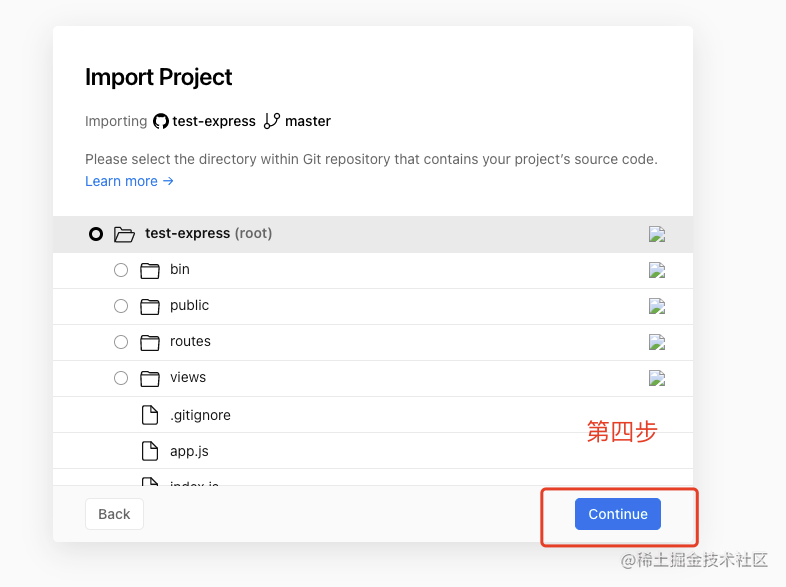 Import Project
Importing test-express master
Please select the directory within Git repository that contains your project's source code.
Learn more →
test-express (root)
bin
public
routes
views
.gitignore
第四步
app.js
index.js
Back
Continue
@稀土掘金技术社区